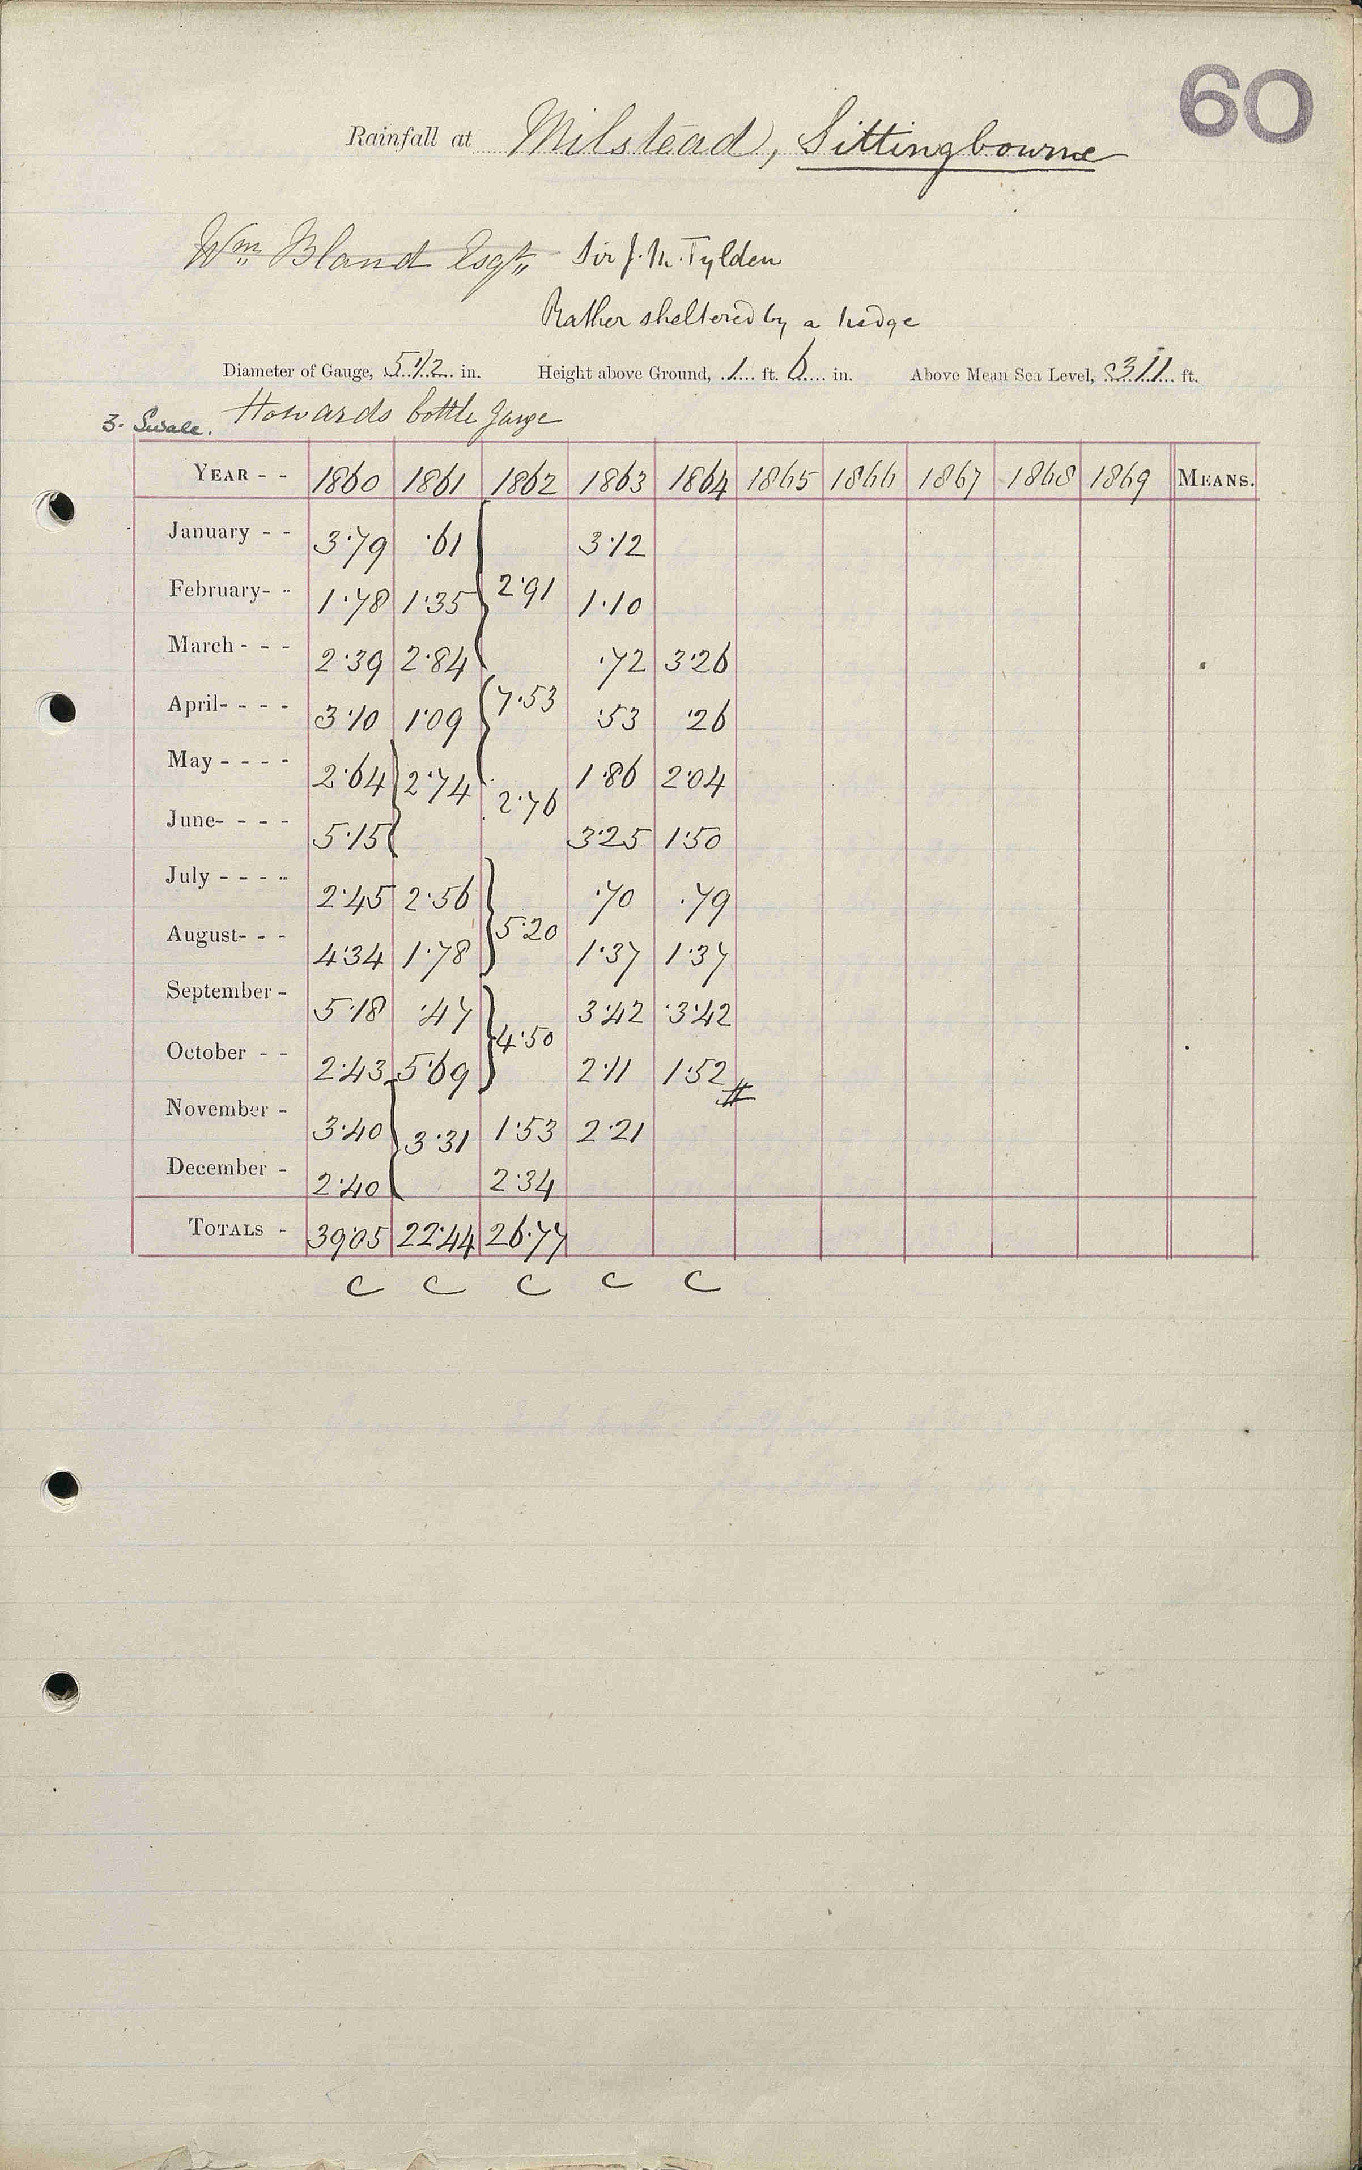 60
Rainfall at Milstead, Sittingbourne
Wm Bland Esqr Sir J. M. Tylden
Rather sheltered by a hedge
Diameter of Gauge, 5 1/2 in. Height above Ground, 1 ft. 6 in. Above Mean Sea Level, 311 ft.
3. Swale. Howards bottle gauge
YEAR - - 1860 1861 1862 1863 1864 1865 1866 1867 1868 1869 MEANS.
January - - 3.79 .61 3.12
February- - 1.78 1.35 2.91 1.10
March - - - 2.39 2.84 .72 3.26
April- - - - 3.10 1.09 7.53 .53 .26
May - - - - 2.64 2.74 1.86 2.04
June- - - - 5.15 2.76 3.25 1.50
July - - - - 2.45 2.56 .70 .79
August- - - 4.34 1.78 5.20 1.37 1.37
September - 5.18 .47 3.42 3.42
October - - 2.43 5.69 4.50 2.11 1.52
November - 3.40 3.31 1.53 2.21
December - 2.40 2.34
TOTALS - 39.05 22.44 26.77
C C C C C